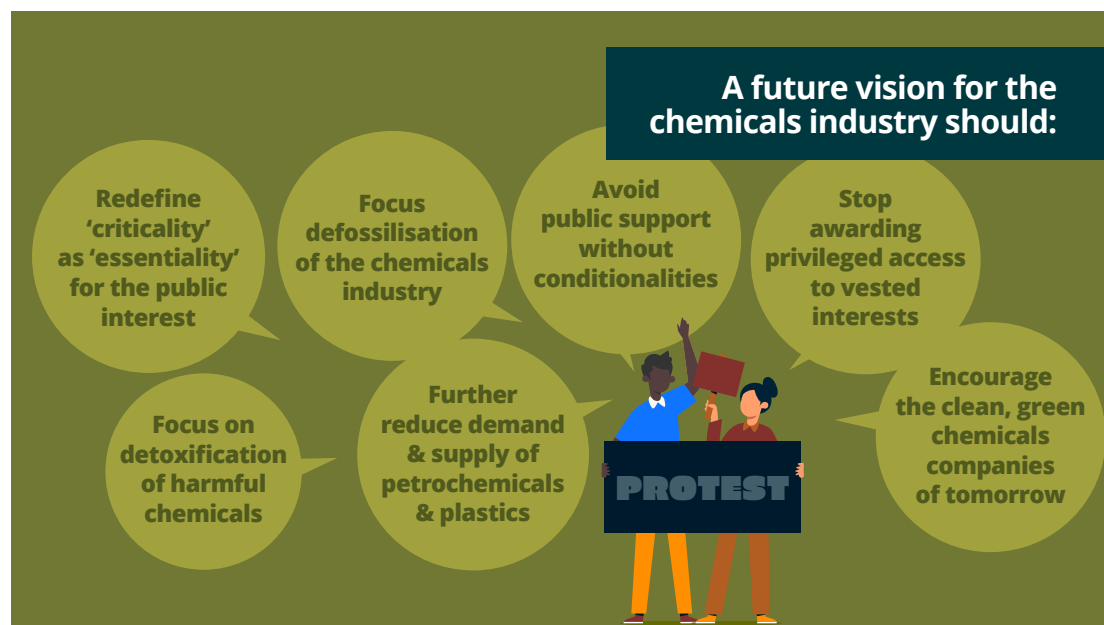 A future vision for the
chemicals industry should:
Redefine
‘criticality’
as ‘essentiality’
for the public
interest
Focus
defossilisation
of the chemicals
industry
Avoid
public support
without
conditionalities
Stop
awarding
privileged access
to vested
interests
Focus on
detoxification
of harmful
chemicals
Further
reduce demand
& supply of
petrochemicals
& plastics
Encourage
the clean, green
chemicals
companies
of tomorrow
PROTEST